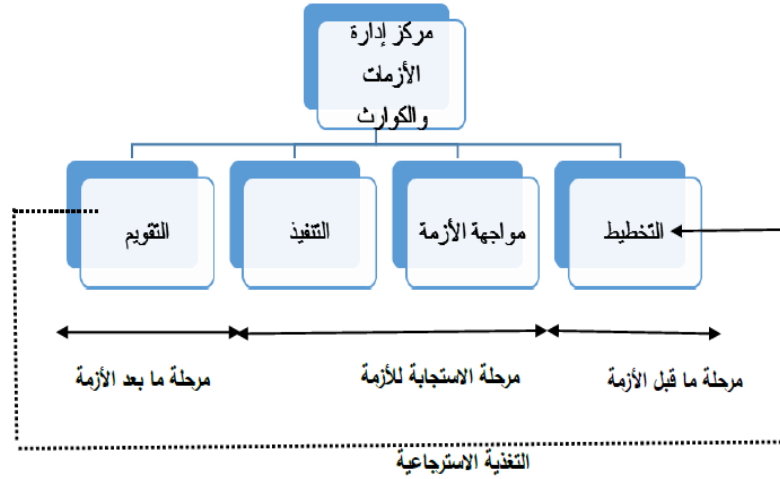 مركز إدارة
الأزمات
والكوارث
التخطيط
مواجهة الأزمة
التنفيذ
التقويم
مرحلة ما قبل الأزمة
مرحلة الاستجابة للأزمة
مرحلة ما بعد الأزمة
التغذية الاسترجاعية